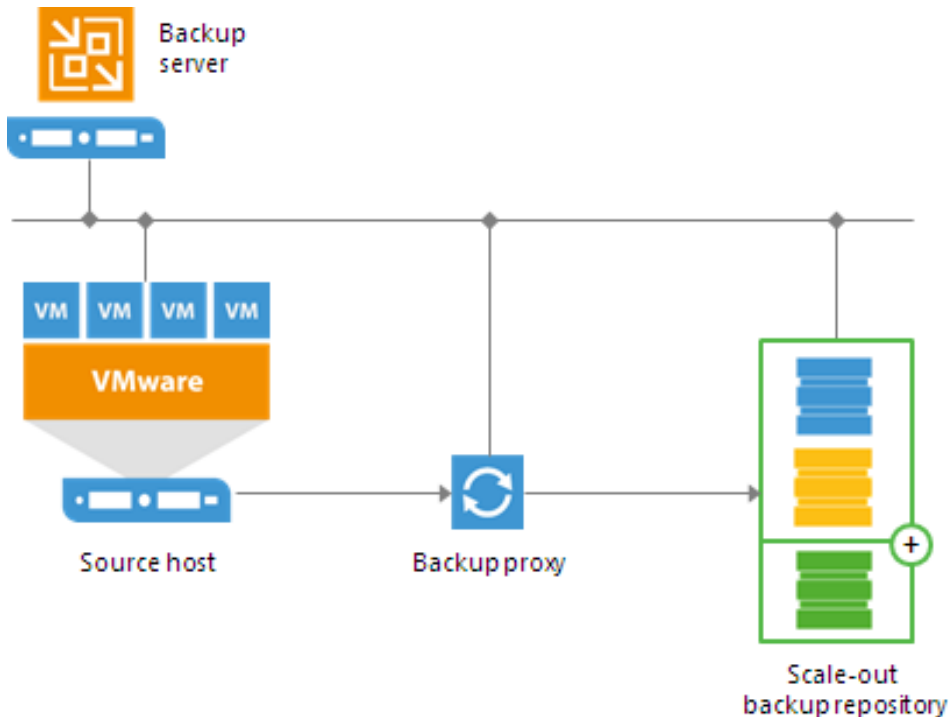 Backup
server
VM VM VM VM
VMware
Source host
Backup proxy
+
Scale-out
backup repository